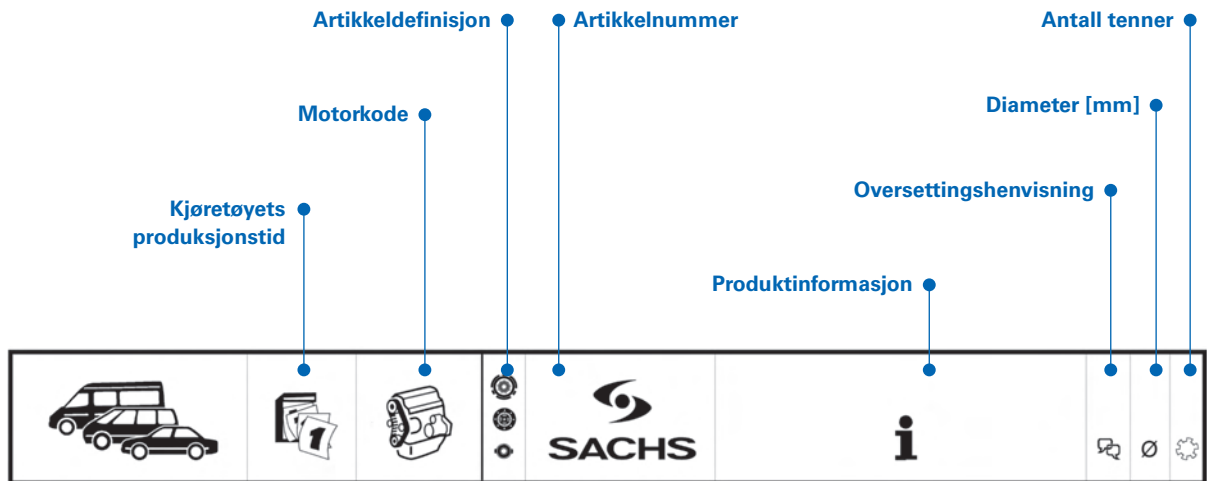 Artikkeldefinisjon
Artikkelnummer
Antall tenner
Motorkode
Diameter [mm]
Oversettingshenvisning
Kjøretøyets
produksjonstid
Produktinformasjon
1
SACHS
i
Ø